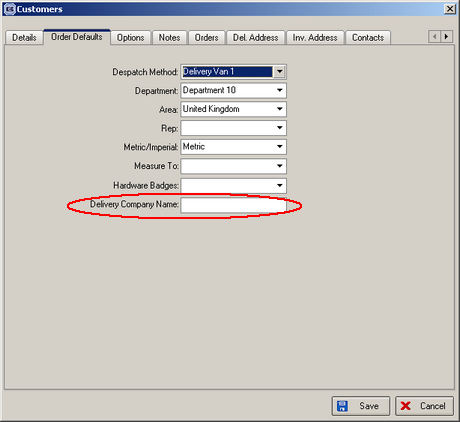 Customers
Details Order Defaults Options Notes Orders Del. Address Inv. Address Contacts
Despatch Method: Delivery Van 1
Department: Department 10
Area: United Kingdom
Rep:
Metric/Imperial: Metric
Measure To:
Hardware Badges:
Delivery Company Name:
Save Cancel